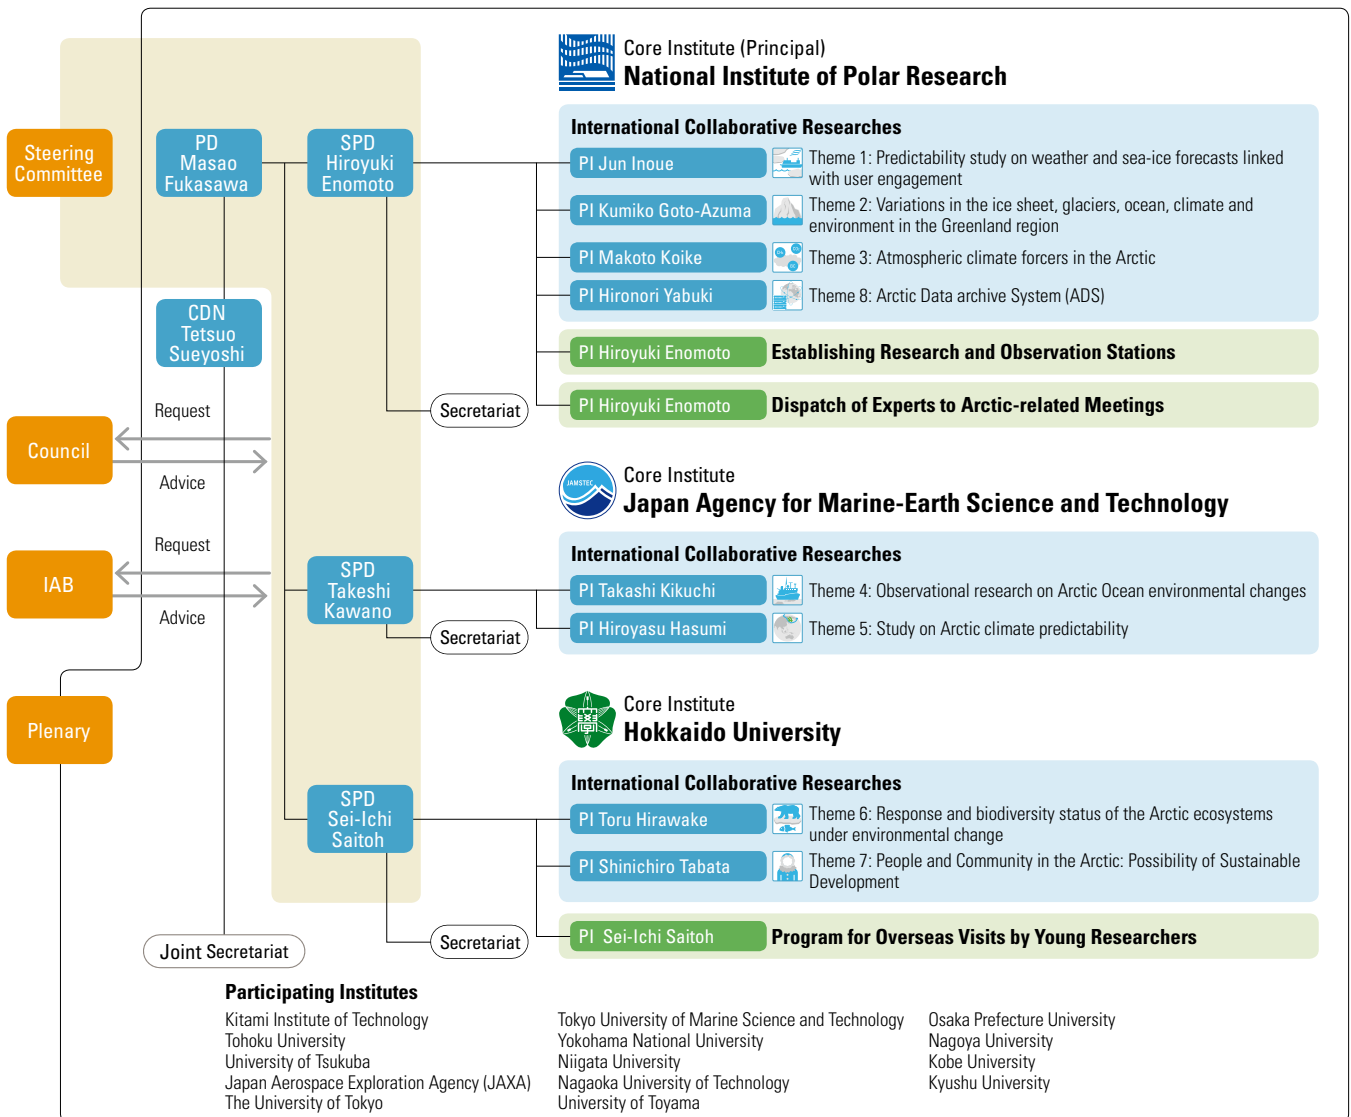 Steering
Committee
PD
Masao
Fukasawa
SPD
Hiroyuki
Enomoto
CDN
Tetsuo
Sueyoshi
Request
Council
Advice
Request
IAB
Advice
Plenary
SPD
Takeshi
Kawano
SPD
Sei-Ichi
Saitoh
Secretariat
Secretariat
Secretariat
Joint Secretariat
Core Institute (Principal)
National Institute of Polar Research
International Collaborative Researches
PI Jun Inoue
Theme 1: Predictability study on weather and sea-ice forecasts linked
with user engagement
PI Kumiko Goto-Azuma
Theme 2: Variations in the ice sheet, glaciers, ocean, climate and
environment in the Greenland region
PI Makoto Koike
Theme 3: Atmospheric climate forcers in the Arctic
PI Hironori Yabuki
Theme 8: Arctic Data archive System (ADS)
PI Hiroyuki Enomoto
Establishing Research and Observation Stations
PI Hiroyuki Enomoto
Dispatch of Experts to Arctic-related Meetings
JAMSTEC
Core Institute
Japan Agency for Marine-Earth Science and Technology
International Collaborative Researches
PI Takashi Kikuchi
Theme 4: Observational research on Arctic Ocean environmental changes
PI Hiroyasu Hasumi
Theme 5: Study on Arctic climate predictability
Core Institute
Hokkaido University
International Collaborative Researches
PI Toru Hirawake
Theme 6: Response and biodiversity status of the Arctic ecosystems
under environmental change
PI Shinichiro Tabata
Theme 7: People and Community in the Arctic: Possibility of Sustainable
Development
PI Sei-Ichi Saitoh
Program for Overseas Visits by Young Researchers
Participating Institutes
Kitami Institute of Technology
Tohoku University
University of Tsukuba
Japan Aerospace Exploration Agency (JAXA)
The University of Tokyo
Tokyo University of Marine Science and Technology
Yokohama National University
Niigata University
Nagaoka University of Technology
University of Toyama
Osaka Prefecture University
Nagoya University
Kobe University
Kyushu University